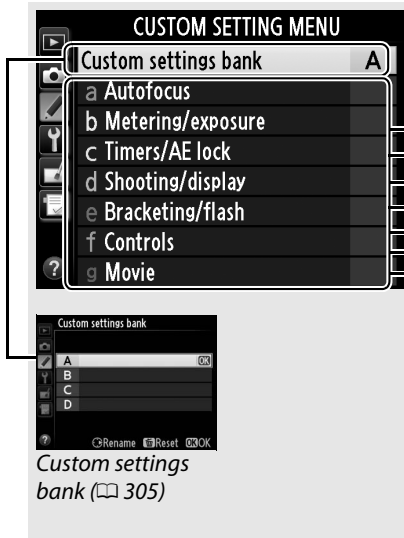 CUSTOM SETTING MENU
Custom settings bank A
a Autofocus
b Metering/exposure
c Timers/AE lock
d Shooting/display
e Bracketing/flash
f Controls
g Movie
?
Custom settings bank
A OK
B
C
D
? Rename Reset OK OK
Custom settings
bank (305)